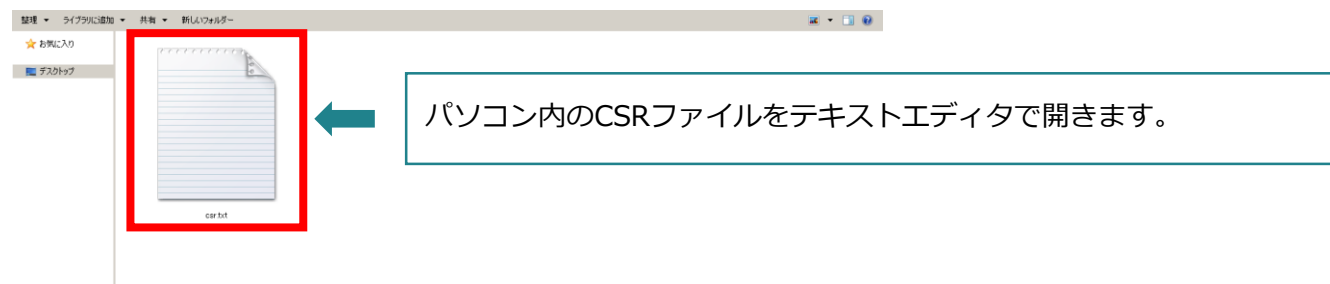 整理 ライブラリに追加 共有 新しいフォルダー
お気に入り
デスクトップ
パソコン内のCSRファイルをテキストエディタで開きます。
csr.txt